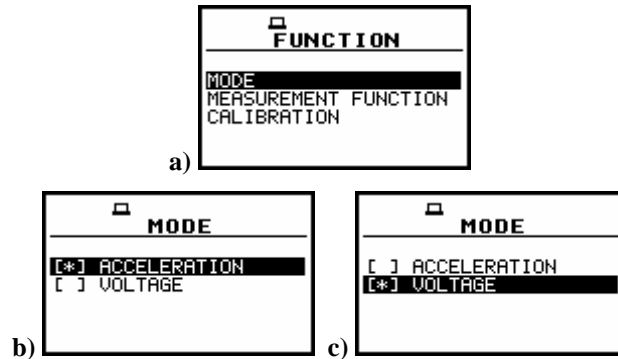 FUNCTION
MODE
MEASUREMENT FUNCTION
CALIBRATION
a)
MODE
[*] ACCELERATION
[ ] VOLTAGE
b)
MODE
[ ] ACCELERATION
[*] VOLTAGE
c)